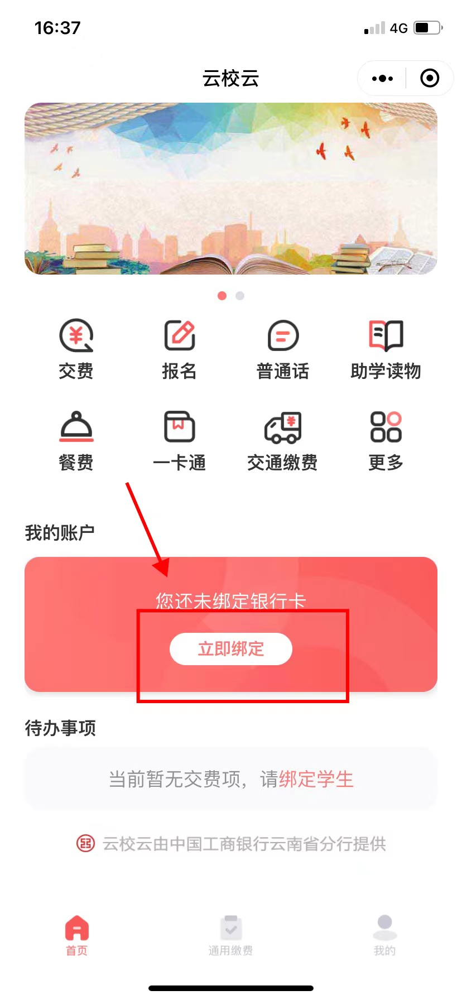 16:37
4G
云校云
交费 报名 普通话 助学读物
餐费 一卡通 交通缴费 更多
我的账户
您还未绑定银行卡
立即绑定
待办事项
当前暂无交费项，请绑定学生
云校云由中国工商银行云南省分行提供
首页 通用缴费 我的